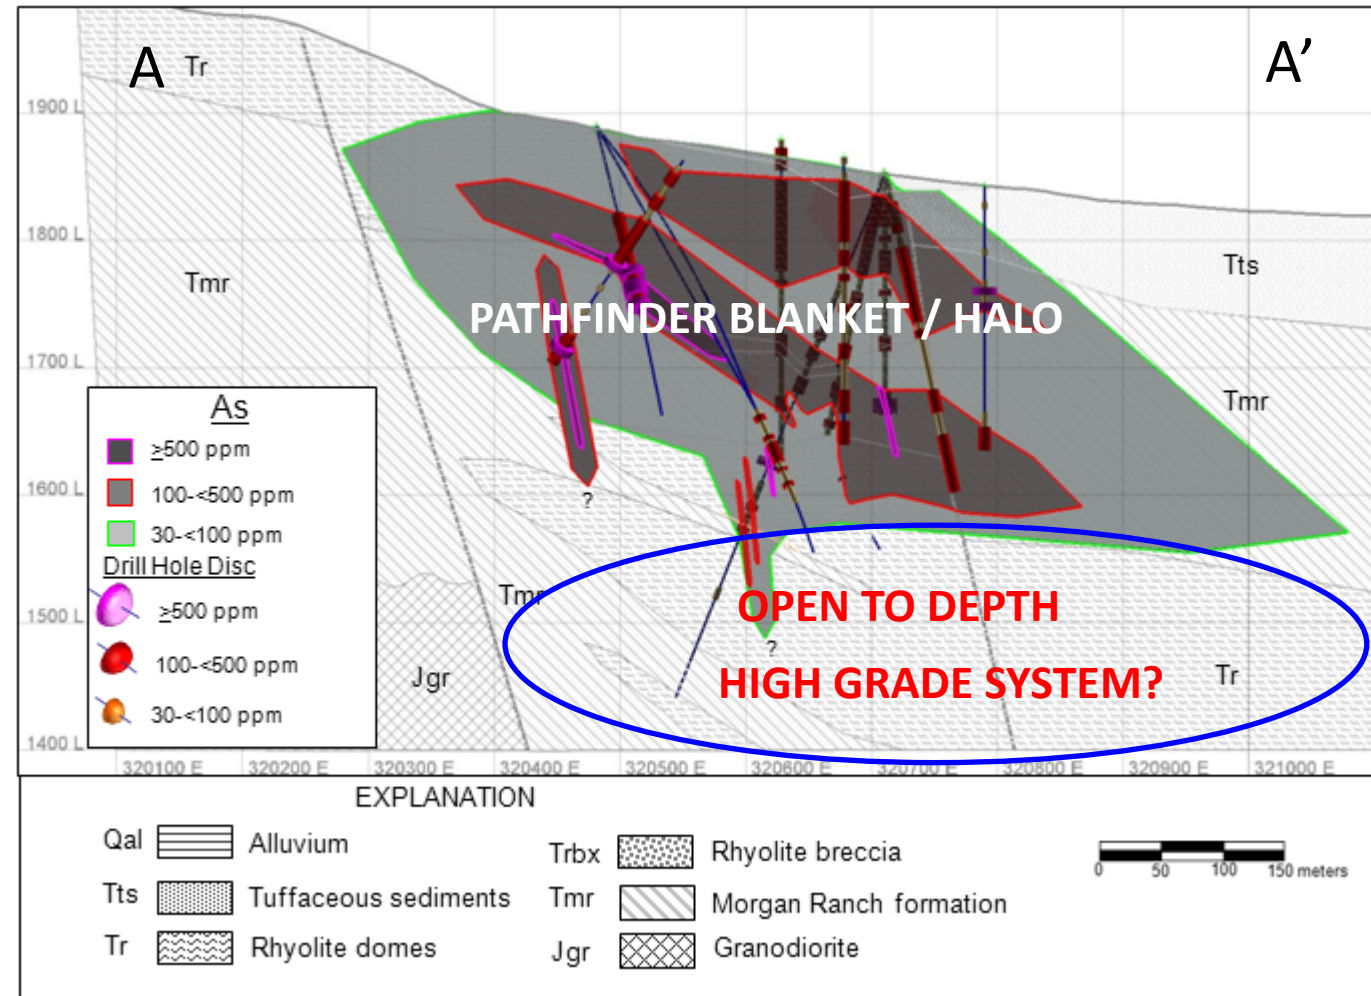 A
A'
Tr
1900 L
1800 L
Tts
Tmr
PATHFINDER BLANKET / HALO
1700 L
Tmr
As
≥500 ppm
100-<500 ppm
30-<100 ppm
Drill Hole Disc
≥500 ppm
100-<500 ppm
30-<100 ppm
1600 L
?
1500 L
Tmr
OPEN TO DEPTH
?
HIGH GRADE SYSTEM?
Jgr
Tr
1400 L
320100 E 320200 E 320300 E 320400 E 320500 E 320600 E 320700 E 320800 E 320900 E 321000 E
EXPLANATION
Qal Alluvium
Tts Tuffaceous sediments
Tr Rhyolite domes
Trbx Rhyolite breccia
Tmr Morgan Ranch formation
Jgr Granodiorite
0 50 100 150 meters